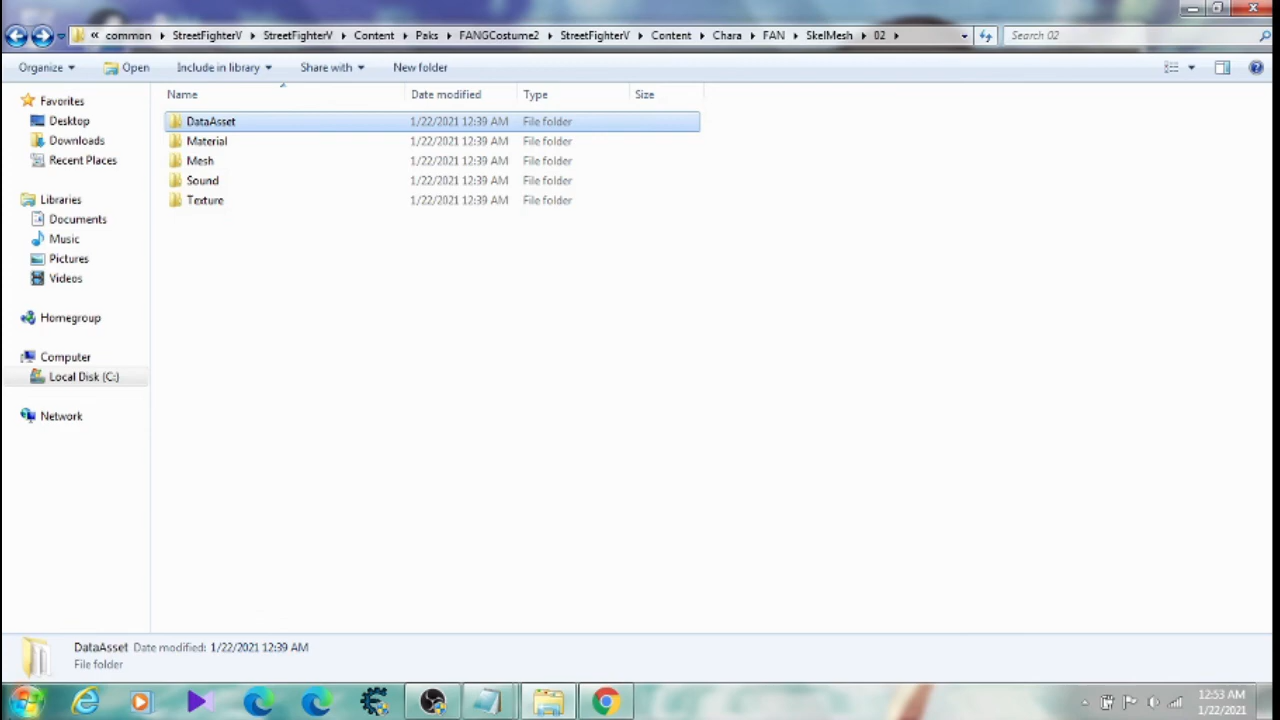 « common StreetFighterV StreetFighterV Content Paks FANGCostume2 StreetFighterV Content Chara FAN SkelMesh 02 Search 02
Organize Open Include in library Share with New folder
Name Date modified Type Size
Favorites
Desktop
Downloads
Recent Places
Libraries
Documents
Music
Pictures
Videos
Homegroup
Computer
Local Disk (C:)
Network
DataAsset 1/22/2021 12:39 AM File folder
Material 1/22/2021 12:39 AM File folder
Mesh 1/22/2021 12:39 AM File folder
Sound 1/22/2021 12:39 AM File folder
Texture 1/22/2021 12:39 AM File folder
DataAsset Date modified: 1/22/2021 12:39 AM
File folder
12:53 AM
1/22/2021